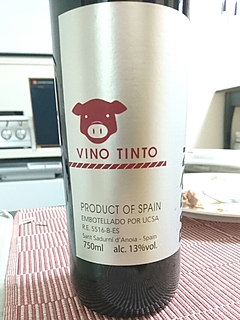 VINO TINTO
PRODUCT OF SPAIN
EMBOTELLADO POR UCSA
R.E. 5516-B-ES
Sant Sadurní d'Anoia - Spain
750ml alc. 13%vol.